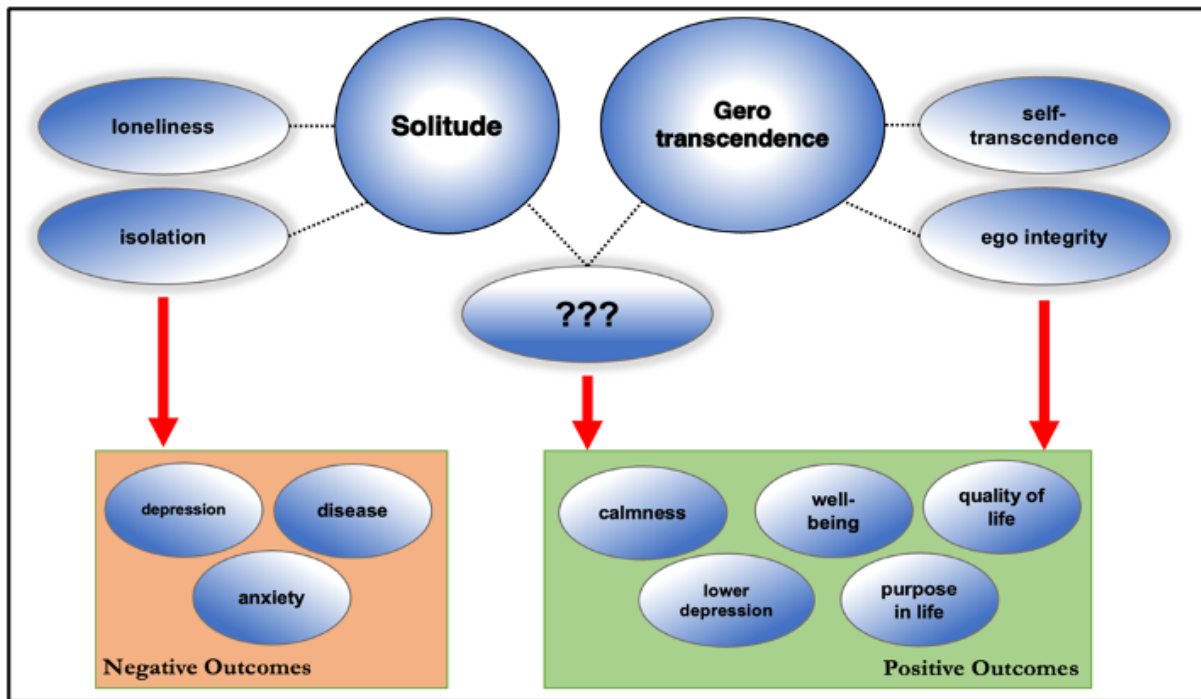 loneliness
Solitude
Gero
transcendence
self-
transcendence
isolation
ego integrity
???
depression
disease
anxiety
Negative Outcomes
calmness
well-
being
quality of
life
lower
depression
purpose
in life
Positive Outcomes